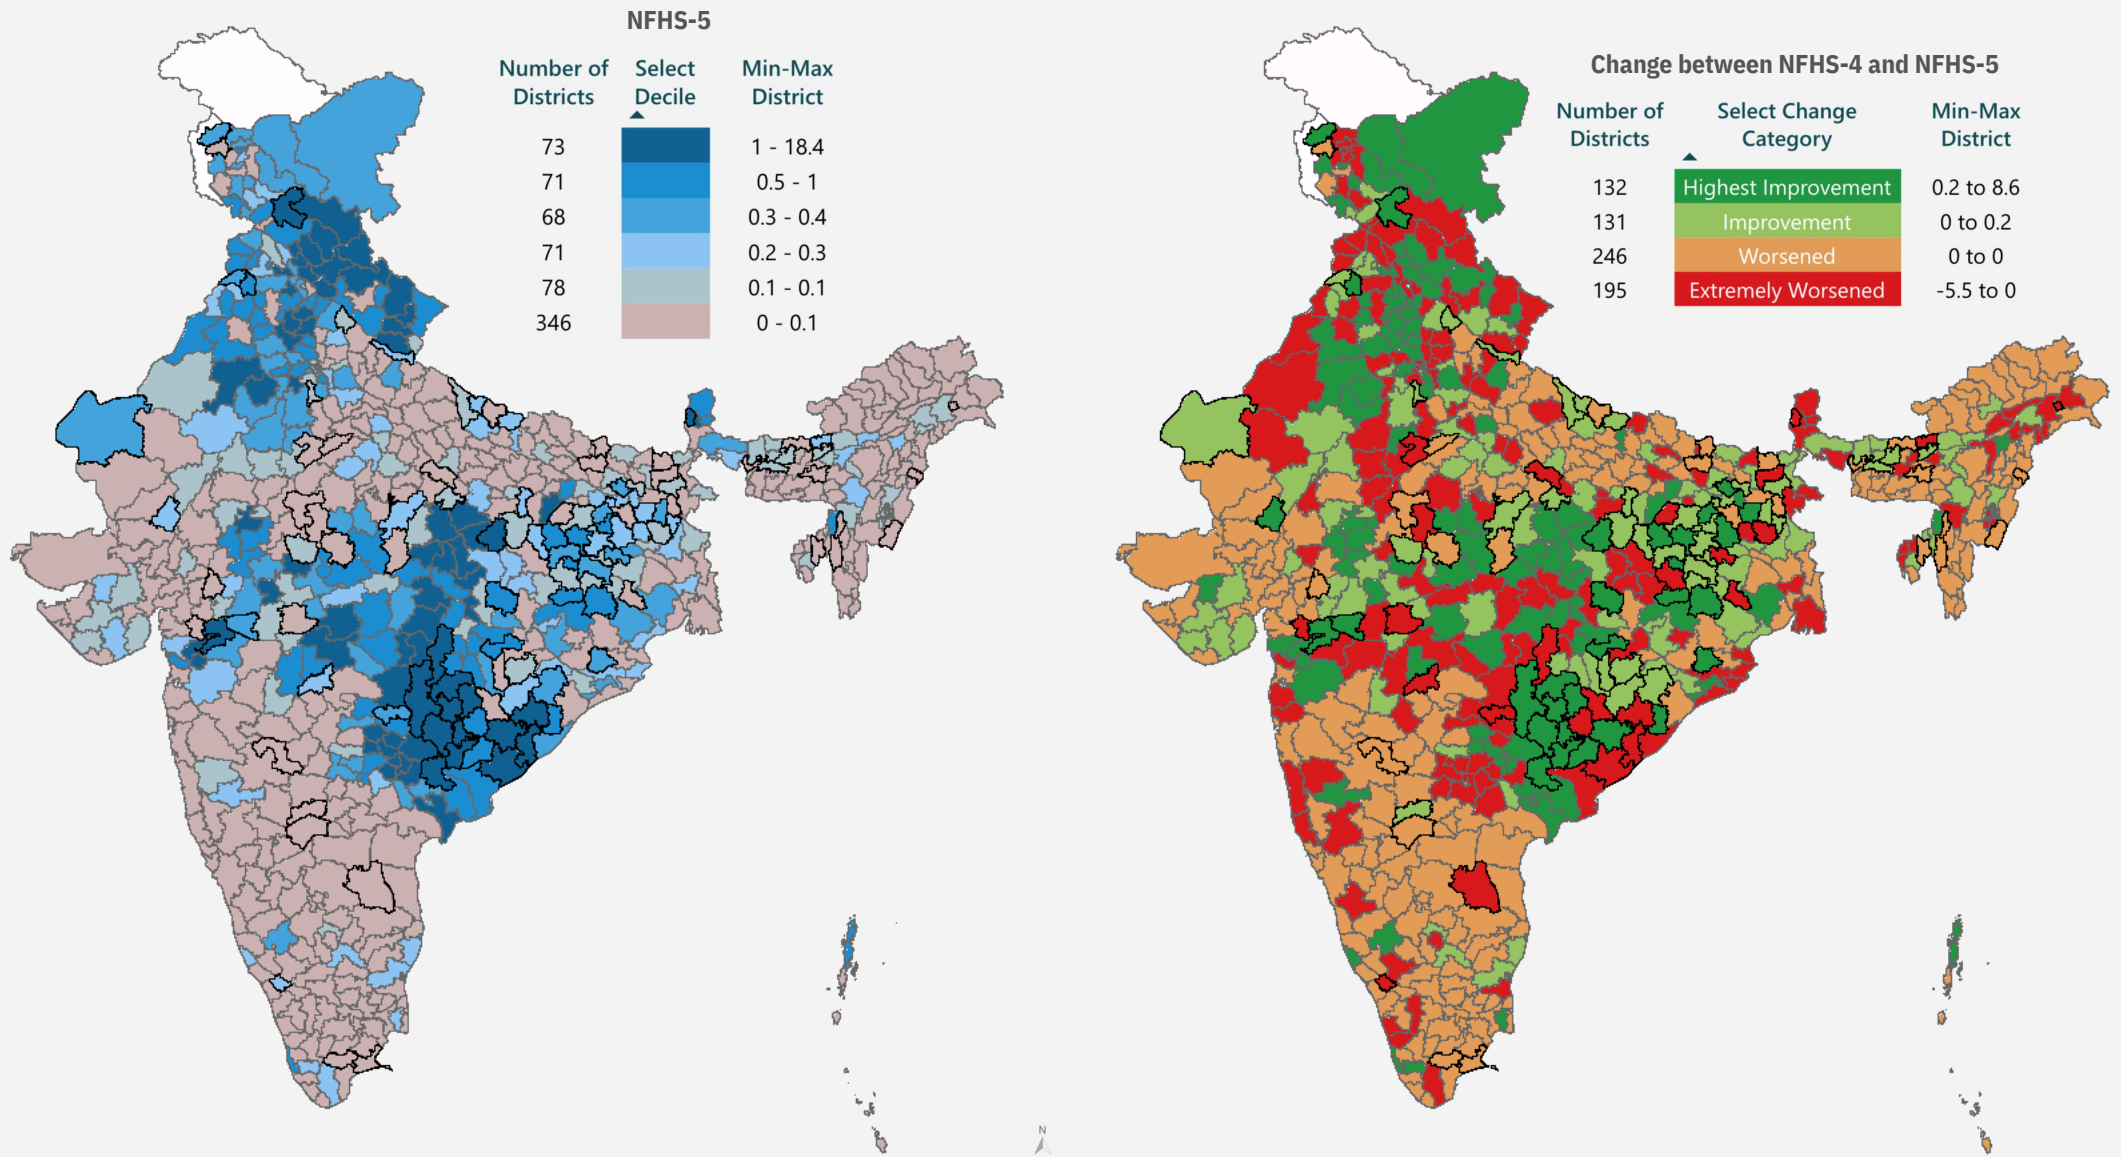 NFHS-5
Number of Districts Select Decile Min-Max District
73 1 - 18.4
71 0.5 - 1
68 0.3 - 0.4
71 0.2 - 0.3
78 0.1 - 0.1
346 0 - 0.1
Change between NFHS-4 and NFHS-5
Number of Districts Select Change Category Min-Max District
132 Highest Improvement 0.2 to 8.6
131 Improvement 0 to 0.2
246 Worsened 0 to 0
195 Extremely Worsened -5.5 to 0
N